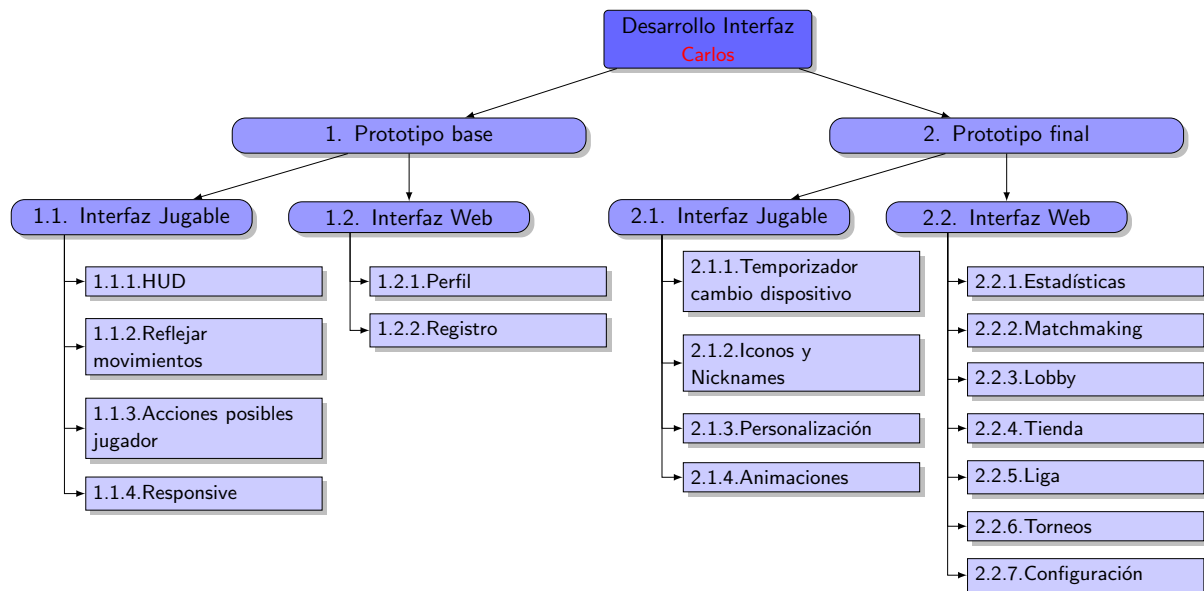 Desarrollo Interfaz
Carlos
1. Prototipo base
2. Prototipo final
1.1. Interfaz Jugable
1.2. Interfaz Web
2.1. Interfaz Jugable
2.2. Interfaz Web
1.1.1.HUD
1.1.2.Reflejar
movimientos
1.1.3.Acciones posibles
jugador
1.1.4.Responsive
1.2.1.Perfil
1.2.2.Registro
2.1.1.Temporizador
cambio dispositivo
2.1.2.Iconos y
Nicknames
2.1.3.Personalización
2.1.4.Animaciones
2.2.1.Estadísticas
2.2.2.Matchmaking
2.2.3.Lobby
2.2.4.Tienda
2.2.5.Liga
2.2.6.Torneos
2.2.7.Configuración